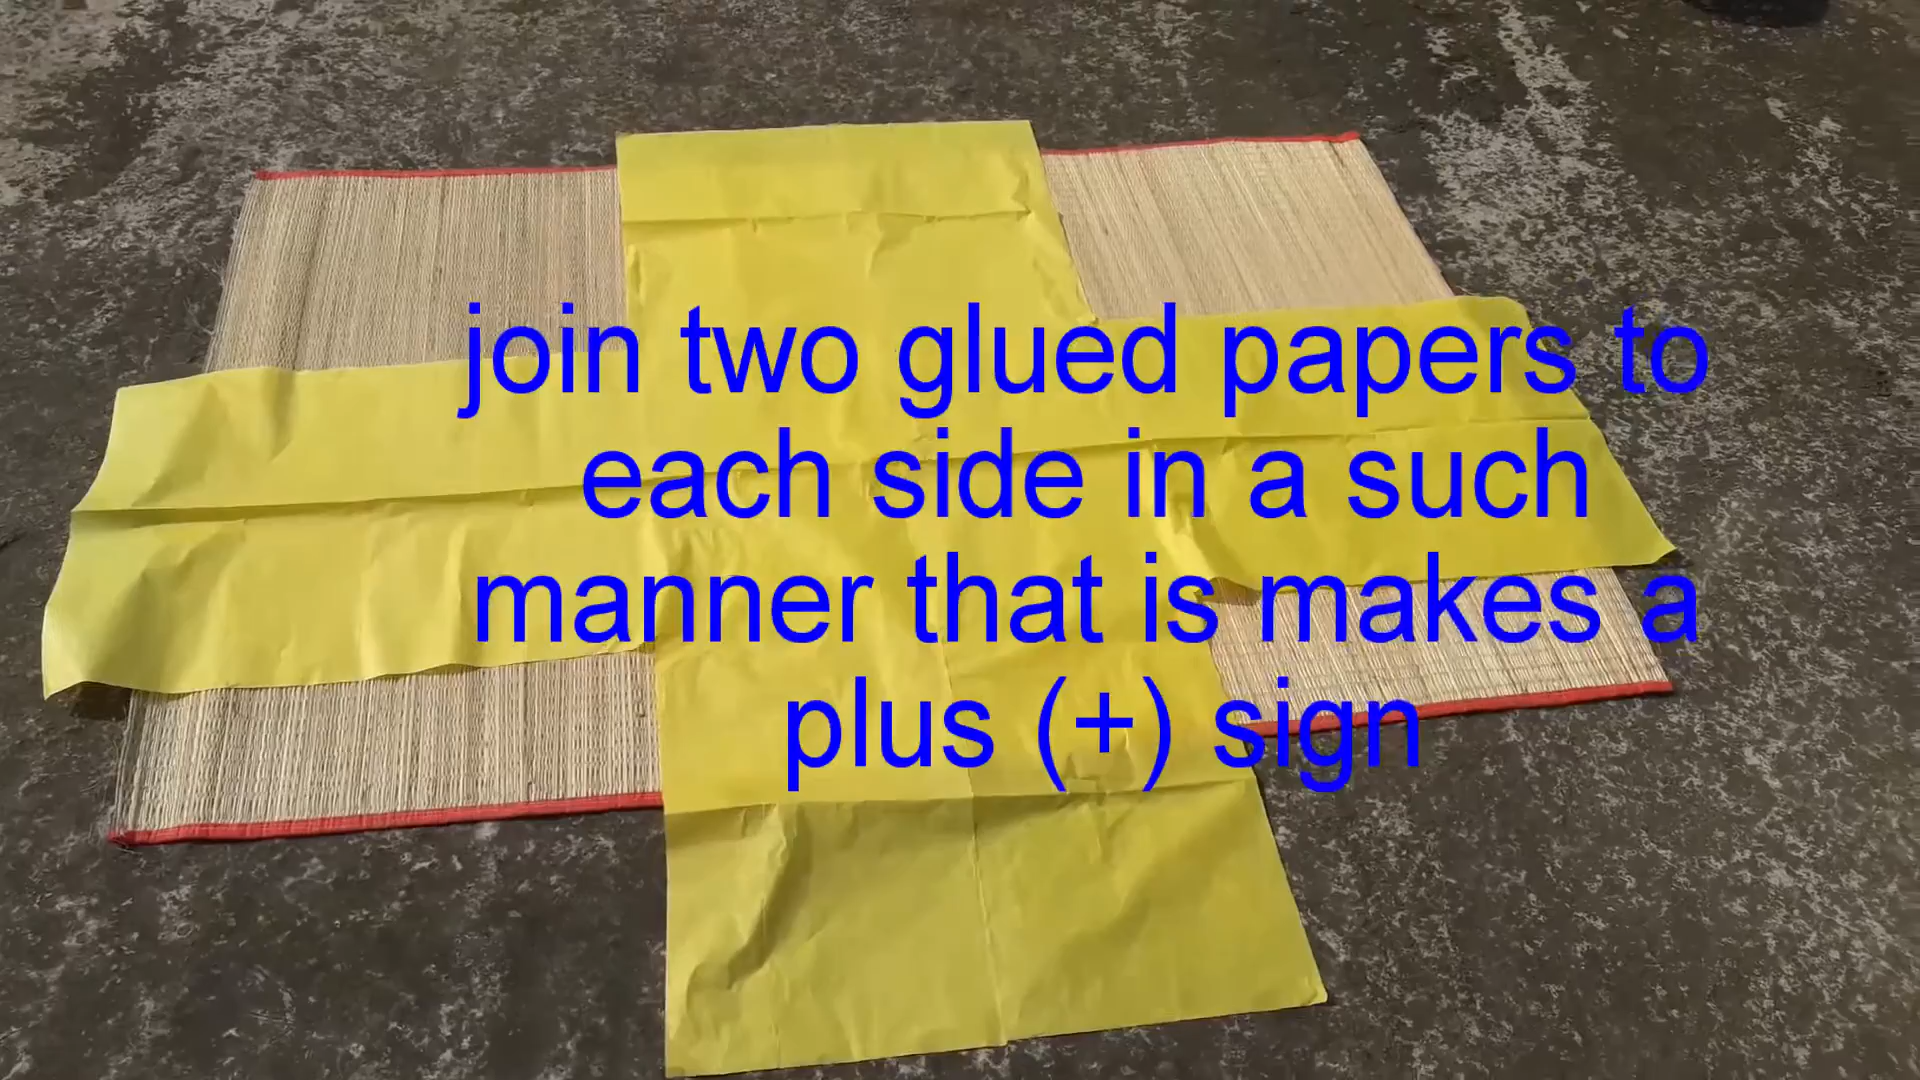 join two glued papers to
each side in a such
manner that is makes a
plus (+) sign